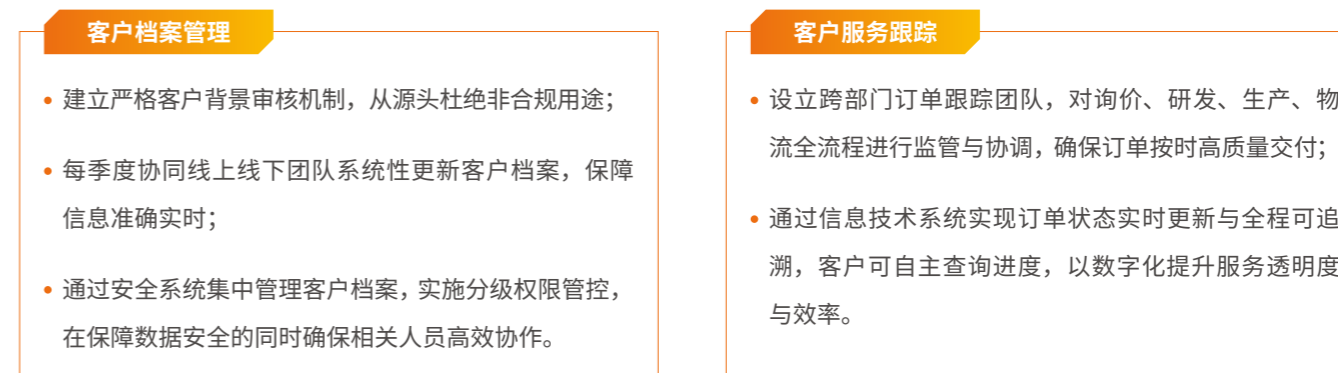 客户档案管理
• 建立严格客户背景审核机制，从源头杜绝非合规用途；
• 每季度协同线上线下团队系统性更新客户档案，保障
信息准确实时；
• 通过安全系统集中管理客户档案，实施分级权限管控，
在保障数据安全的同时确保相关人员高效协作。
客户服务跟踪
• 设立跨部门订单跟踪团队，对询价、研发、生产、物
流全流程进行监管与协调，确保订单按时高质量交付；
• 通过信息技术系统实现订单状态实时更新与全程可追
溯，客户可自主查询进度，以数字化提升服务透明度
与效率。